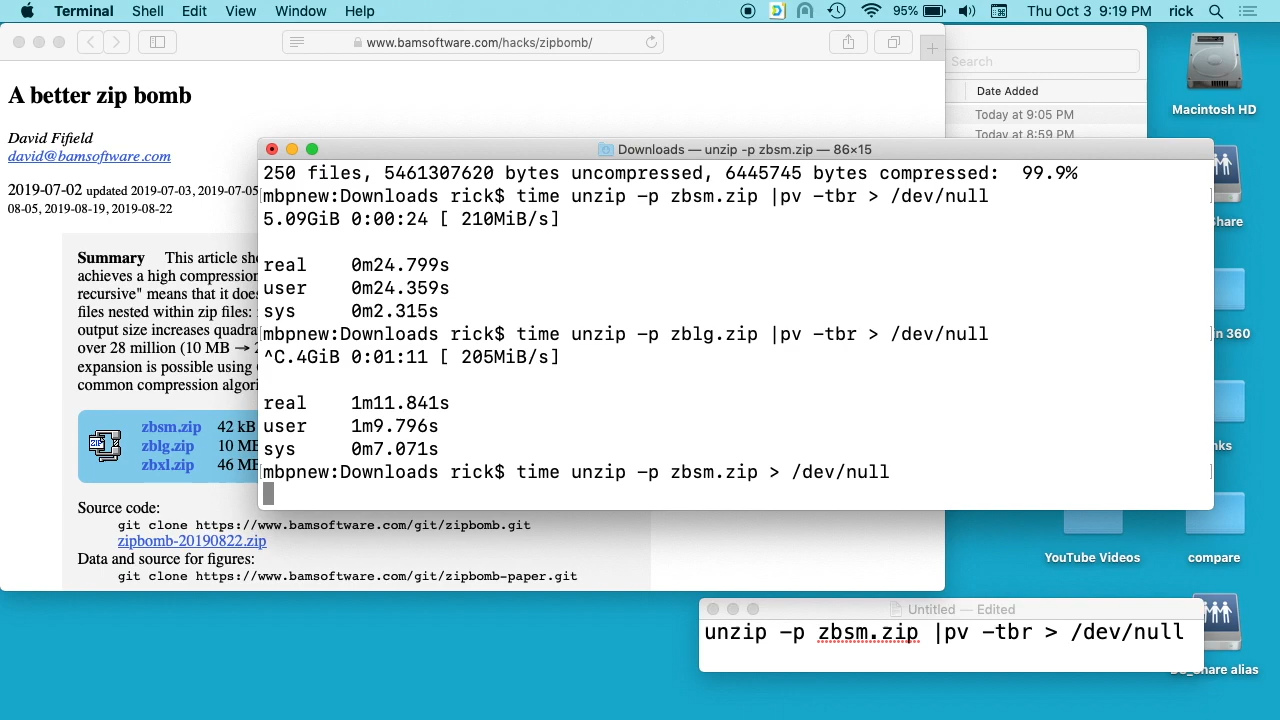 Terminal Shell Edit View Window Help 95% Thu Oct 3 9:19 PM rick
www.bamsoftware.com/hacks/zipbomb/
Search
Date Added
Today at 9:05 PM
Today at 8:59 PM
Macintosh HD
A better zip bomb
David Fifield
david@bamsoftware.com
2019-07-02 updated 2019-07-03, 2019-07-05
08-05, 2019-08-19, 2019-08-22
Summary This article sho
achieves a high compression
recursive" means that it does
files nested within zip files:
output size increases quadra
over 28 million (10 MB → 2
expansion is possible using
common compression algori
zbsm.zip 42 kB
zblg.zip 10 MB
zbxl.zip 46 MB
Source code:
git clone https://www.bamsoftware.com/git/zipbomb.git
zipbomb-20190822.zip
Data and source for figures:
git clone https://www.bamsoftware.com/git/zipbomb-paper.git
Downloads — unzip -p zbsm.zip — 86×15
250 files, 5461307620 bytes uncompressed, 6445745 bytes compressed: 99.9%
[mbpnew:Downloads rick$ time unzip -p zbsm.zip |pv -tbr > /dev/null ]
5.09GiB 0:00:24 [ 210MiB/s]
real 0m24.799s
user 0m24.359s
sys 0m2.315s
[mbpnew:Downloads rick$ time unzip -p zblg.zip |pv -tbr > /dev/null ]
^C.4GiB 0:01:11 [ 205MiB/s]
real 1m11.841s
user 1m9.796s
sys 0m7.071s
[mbpnew:Downloads rick$ time unzip -p zbsm.zip > /dev/null ]
Share
n 360
nks
YouTube Videos
compare
Untitled — Edited
unzip -p zbsm.zip |pv -tbr > /dev/null
Share alias